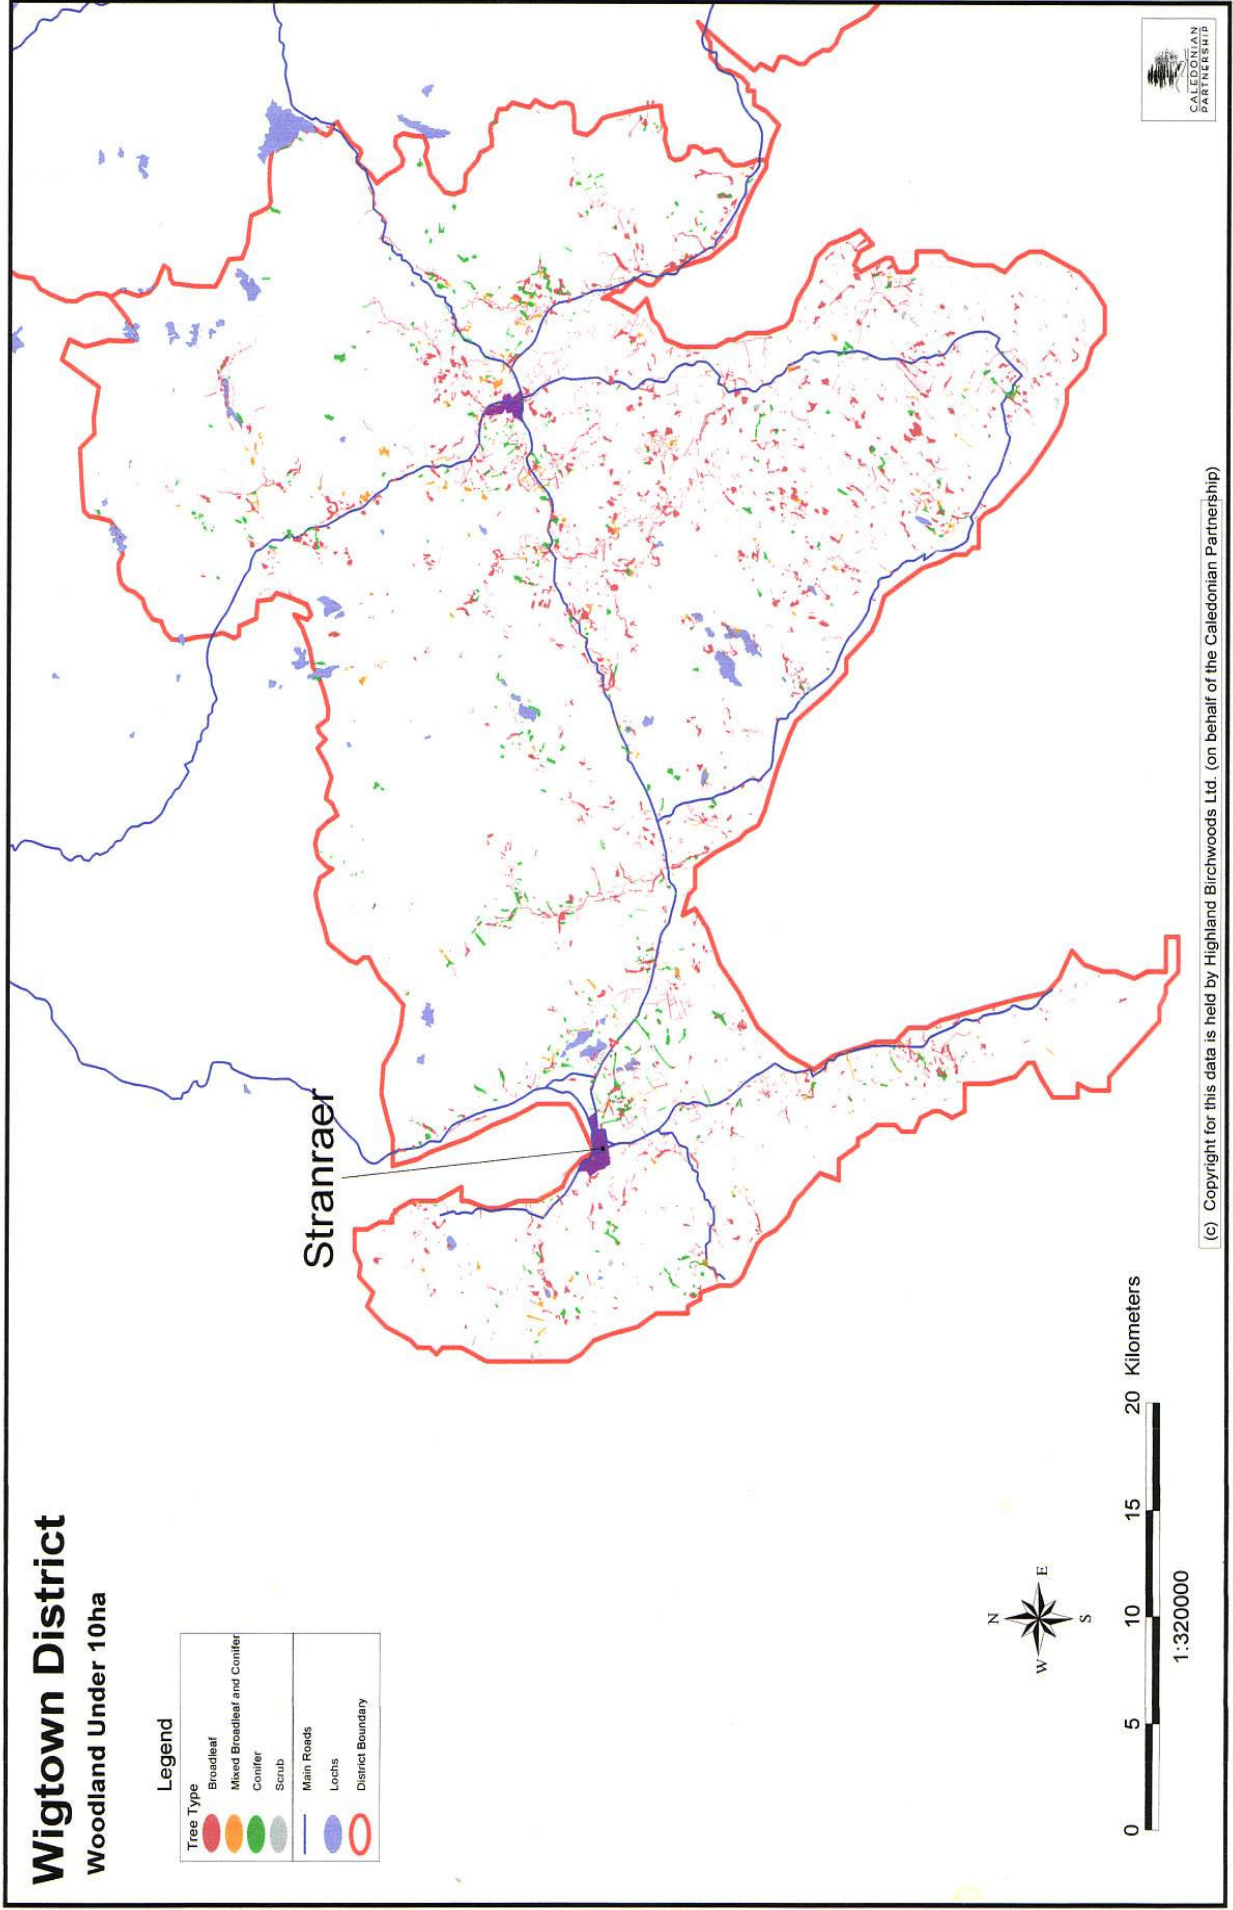 Wigtown District
Woodland Under 10ha
Legend
Tree Type
Broadleaf
Mixed Broadleaf and Conifer
Conifer
Scrub
Main Roads
Lochs
District Boundary
Stranraer
N
W
E
S
0 5 10 15 20 Kilometers
1:320000
(c) Copyright for this data is held by Highland Birchwoods Ltd. (on behalf of the Caledonian Partnership)
CALEDONIAN
PARTNERSHIP